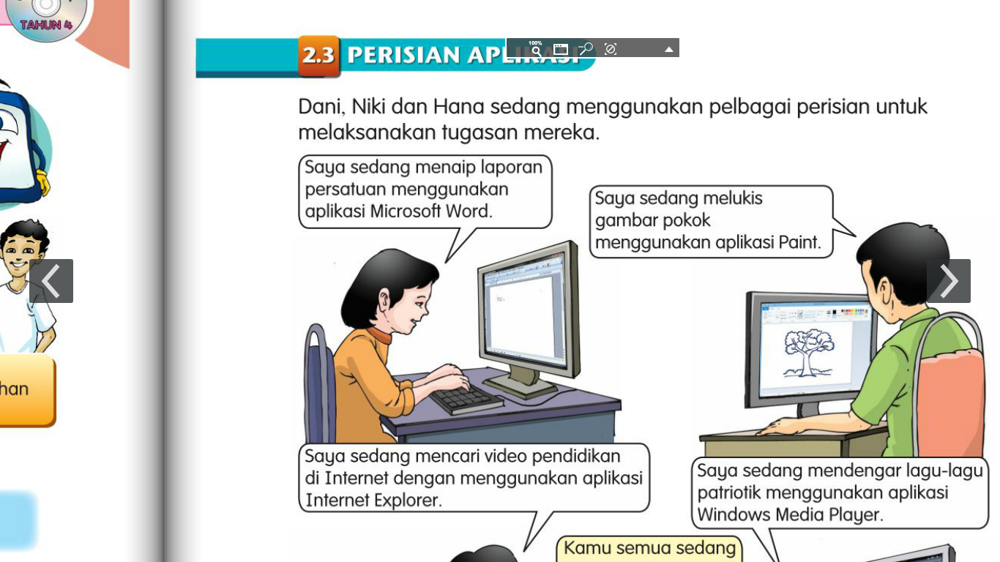 TAHUN 4
han
2.3 PERISIAN APLIKASI
100%
Dani, Niki dan Hana sedang menggunakan pelbagai perisian untuk
melaksanakan tugasan mereka.
Saya sedang menaip laporan
persatuan menggunakan
aplikasi Microsoft Word.
Saya sedang melukis
gambar pokok
menggunakan aplikasi Paint.
Saya sedang mencari video pendidikan
di Internet dengan menggunakan aplikasi
Internet Explorer.
Saya sedang mendengar lagu-lagu
patriotik menggunakan aplikasi
Windows Media Player.
Kamu semua sedang